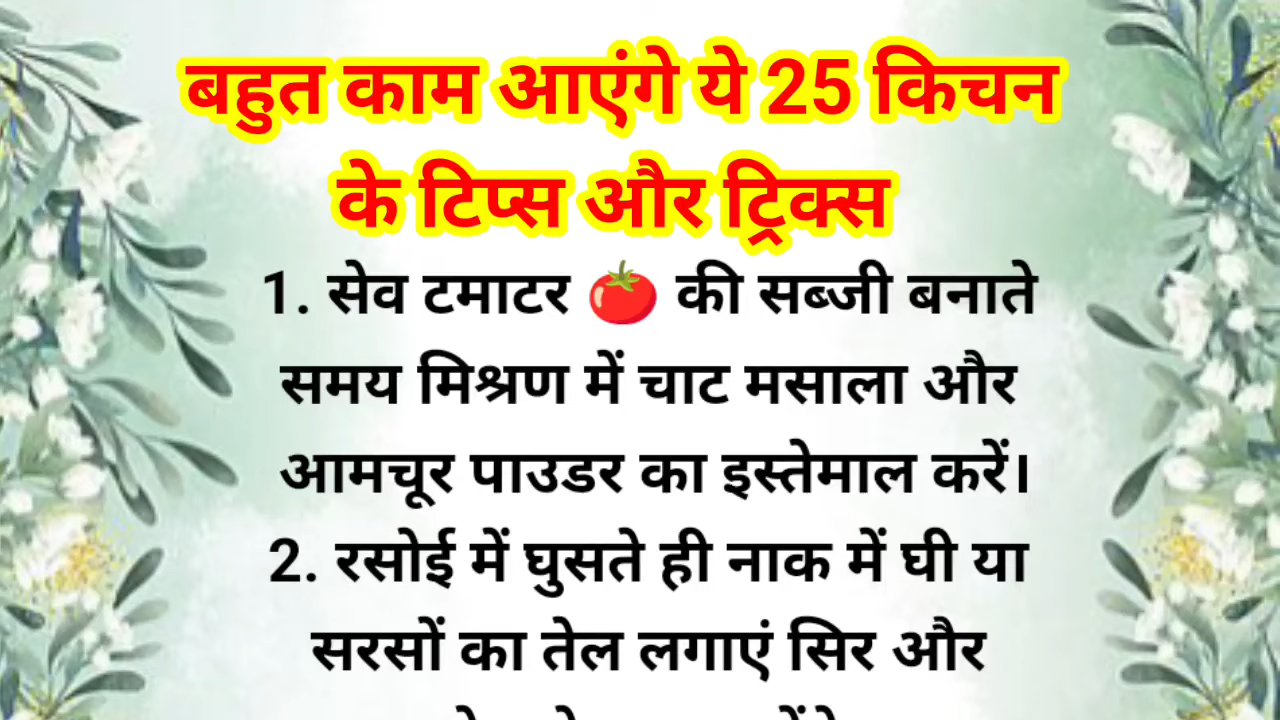 बहुत काम आएंगे ये 25 किचन
के टिप्स और ट्रिक्स
1. सेव टमाटर 🍅 की सब्जी बनाते
समय मिश्रण में चाट मसाला और
आमचूर पाउडर का इस्तेमाल करें।
2. रसोई में घुसते ही नाक में घी या
सरसों का तेल लगाएं सिर और